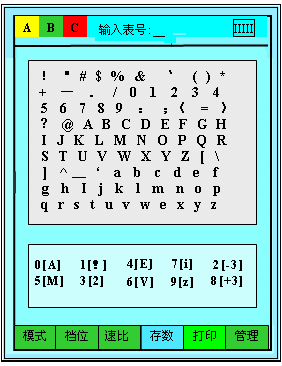 A B C 输入表号:__
! " # $ % & ` ( ) *
+ — . / 0 1 2 3 4
5 6 7 8 9 : ; 〈 = 〉
? @ A B C D E F G H
I J K L M N O P Q R
S T U V W X Y Z [ \
] ^ _ ‘ a b c d e f
g h I j k l m n o p
q r s t u v w e x y z
0[A] 1[!] 4[E] 7[i] 2[-3]
5[M] 3[2] 6[V] 9[z] 8[+3]
模式 档位 速比 存数 打印 管理